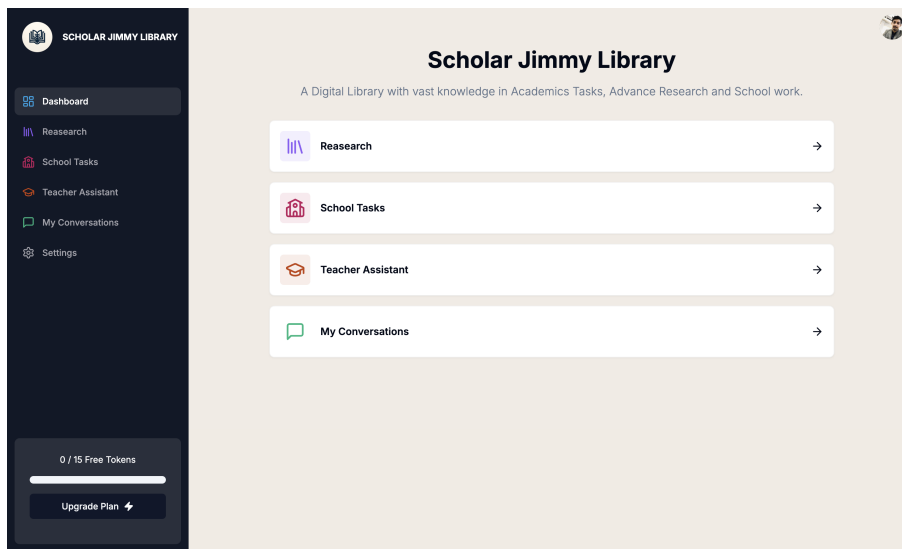 SCHOLAR JIMMY LIBRARY
Dashboard
Reasearch
School Tasks
Teacher Assistant
My Conversations
Settings
0 / 15 Free Tokens
Upgrade Plan
Scholar Jimmy Library
A Digital Library with vast knowledge in Academics Tasks, Advance Research and School work.
Reasearch
School Tasks
Teacher Assistant
My Conversations